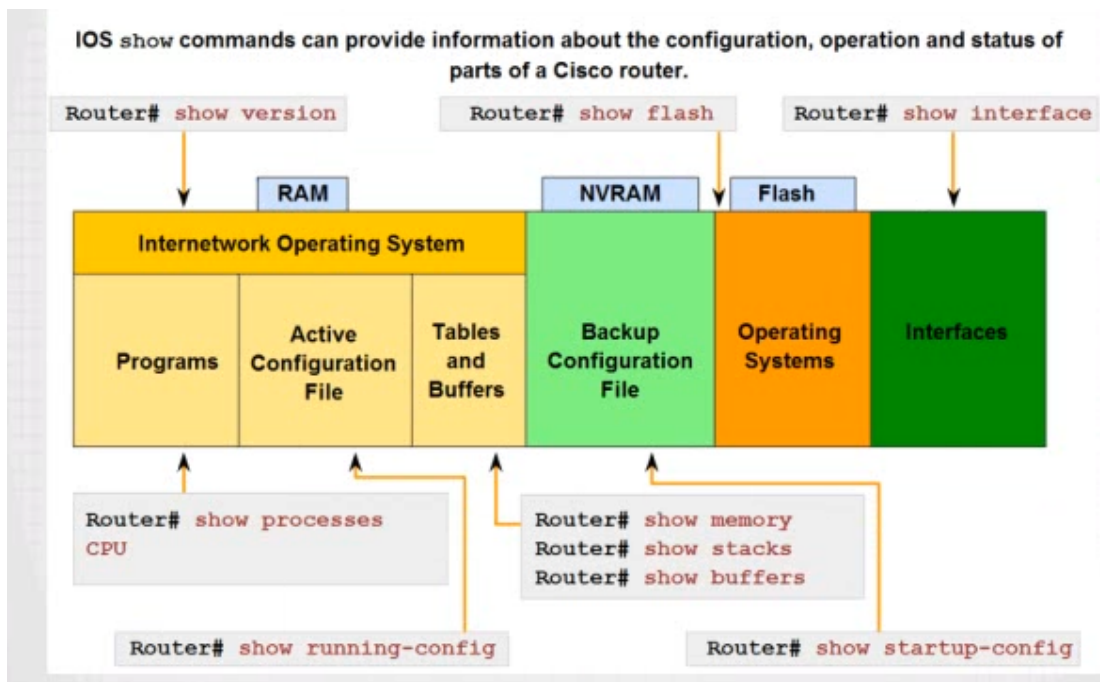 IOS show commands can provide information about the configuration, operation and status of
parts of a Cisco router.
Router# show version
Router# show flash
Router# show interface
RAM
NVRAM
Flash
Internetwork Operating System
Programs
Active
Configuration
File
Tables
and
Buffers
Backup
Configuration
File
Operating
Systems
Interfaces
Router# show processes
CPU
Router# show memory
Router# show stacks
Router# show buffers
Router# show running-config
Router# show startup-config